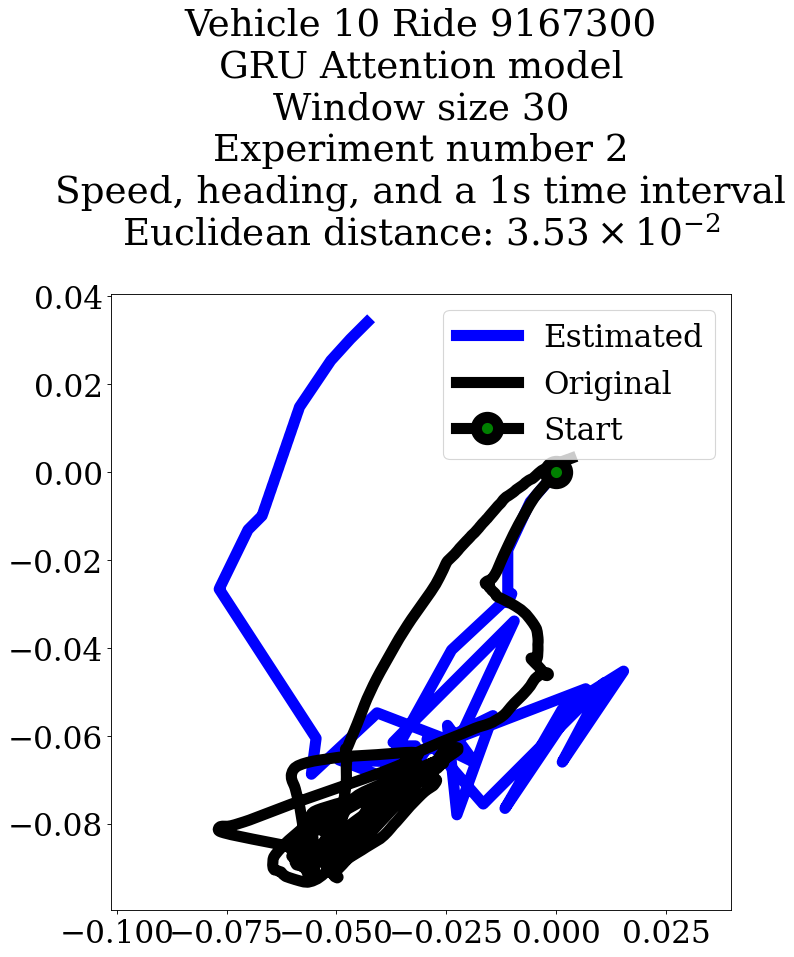 Vehicle 10 Ride 9167300
GRU Attention model
Window size 30
Experiment number 2
Speed, heading, and a 1s time interval
Euclidean distance: 3.53 × 10⁻²
0.04
0.02
0.00
−0.02
−0.04
−0.06
−0.08
Estimated
Original
Start
−0.100 −0.075 −0.050 −0.025 0.000 0.025